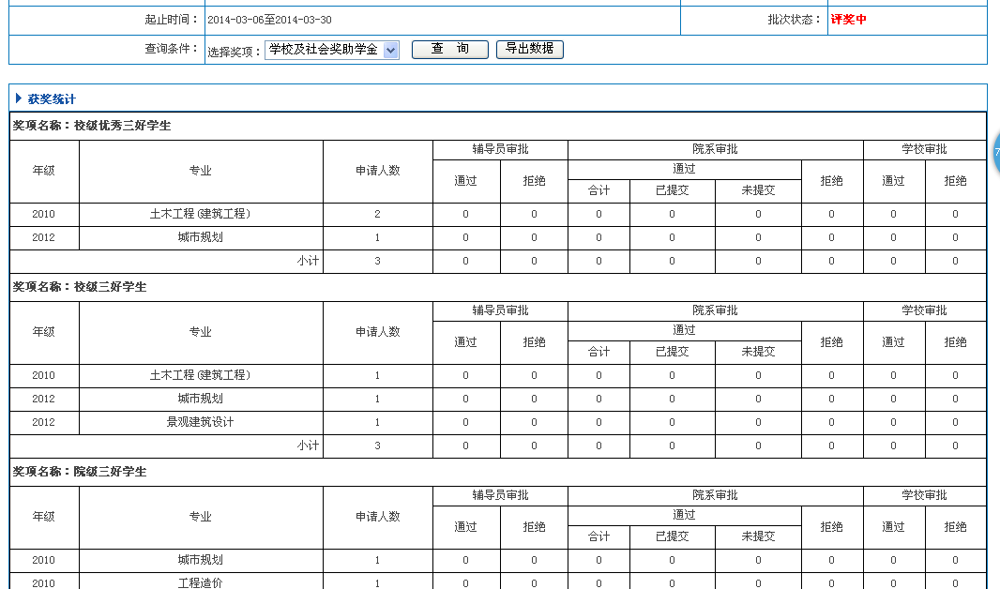 起止时间： 2014-03-06至2014-03-30 批次状态： 评奖中
查询条件： 选择奖项： 学校及社会奖助学金 查 询 导出数据
获奖统计
奖项名称：校级优秀三好学生
年级 专业 申请人数 辅导员审批 院系审批 学校审批
通过 拒绝 通过 拒绝 通过 拒绝
合计 已提交 未提交
2010 土木工程(建筑工程) 2 0 0 0 0 0 0 0 0
2012 城市规划 1 0 0 0 0 0 0 0 0
小计 3 0 0 0 0 0 0 0 0
奖项名称：校级三好学生
年级 专业 申请人数 辅导员审批 院系审批 学校审批
通过 拒绝 通过 拒绝 通过 拒绝
合计 已提交 未提交
2010 土木工程(建筑工程) 1 0 0 0 0 0 0 0 0
2012 城市规划 1 0 0 0 0 0 0 0 0
2012 景观建筑设计 1 0 0 0 0 0 0 0 0
小计 3 0 0 0 0 0 0 0 0
奖项名称：院级三好学生
年级 专业 申请人数 辅导员审批 院系审批 学校审批
通过 拒绝 通过 拒绝 通过 拒绝
合计 已提交 未提交
2010 城市规划 1 0 0 0 0 0 0 0 0
2010 工程造价 1 0 0 0 0 0 0 0 0